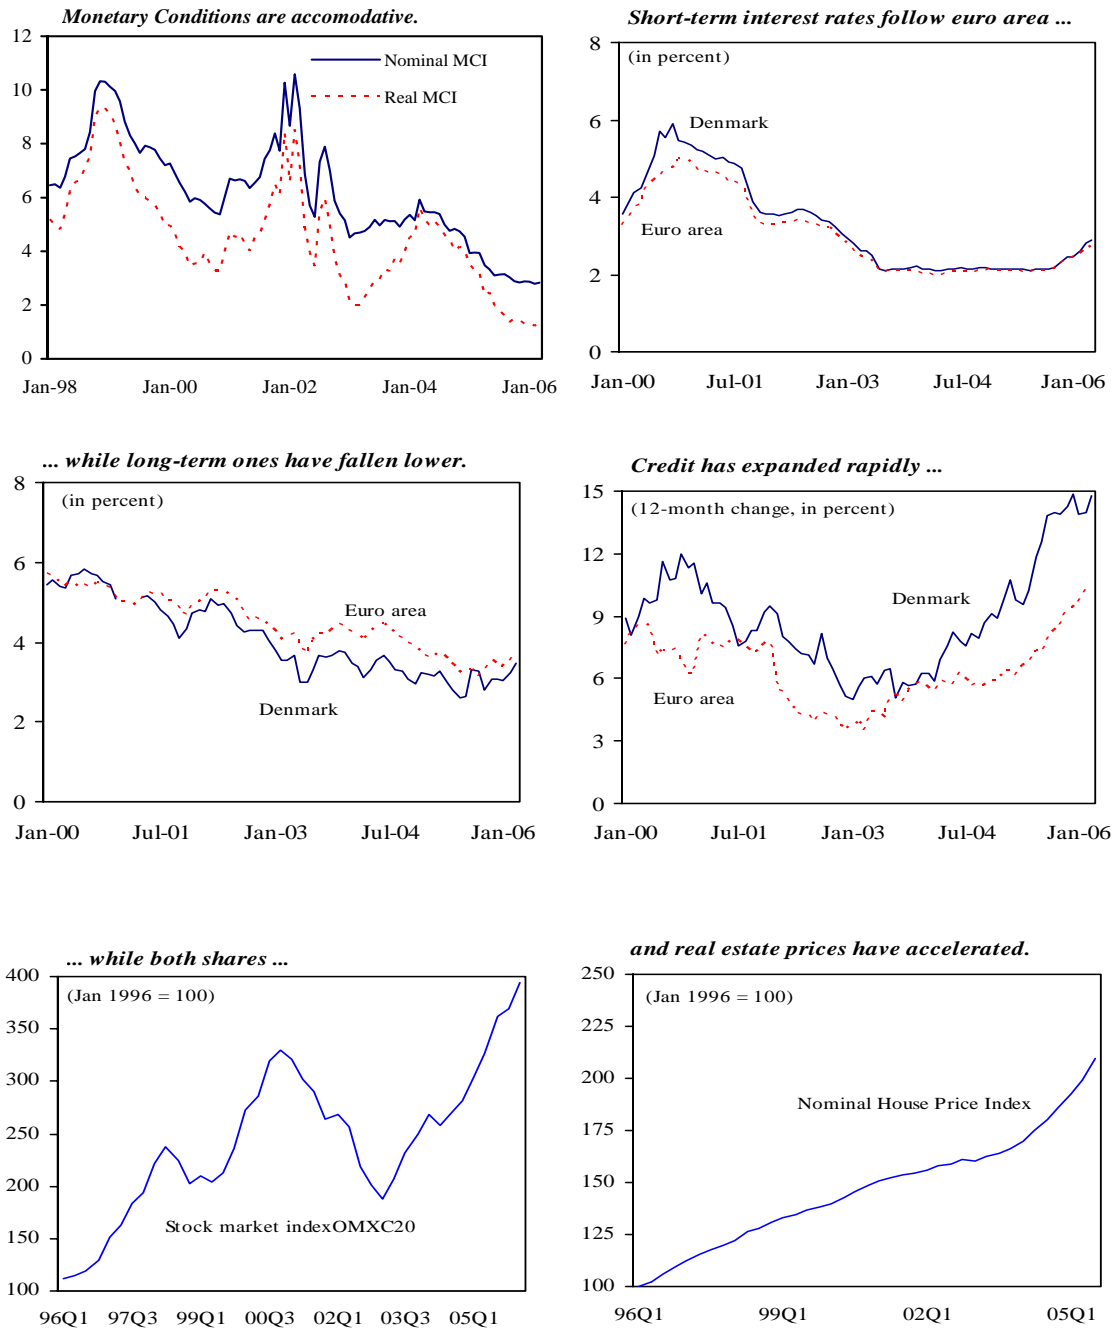 Monetary Conditions are accomodative.
12
10
8
6
4
2
0
Nominal MCI
Real MCI
Jan-98 Jan-00 Jan-02 Jan-04 Jan-06
Short-term interest rates follow euro area ...
8
6
4
2
0
(in percent)
Denmark
Euro area
Jan-00 Jul-01 Jan-03 Jul-04 Jan-06
... while long-term ones have fallen lower.
8
6
4
2
0
(in percent)
Euro area
Denmark
Jan-00 Jul-01 Jan-03 Jul-04 Jan-06
Credit has expanded rapidly ...
15
12
9
6
3
0
(12-month change, in percent)
Denmark
Euro area
Jan-00 Jul-01 Jan-03 Jul-04 Jan-06
... while both shares ...
400
350
300
250
200
150
100
(Jan 1996 = 100)
Stock market indexOMXC20
96Q1 97Q3 99Q1 00Q3 02Q1 03Q3 05Q1
and real estate prices have accelerated.
250
225
200
175
150
125
100
(Jan 1996 = 100)
Nominal House Price Index
96Q1 99Q1 02Q1 05Q1